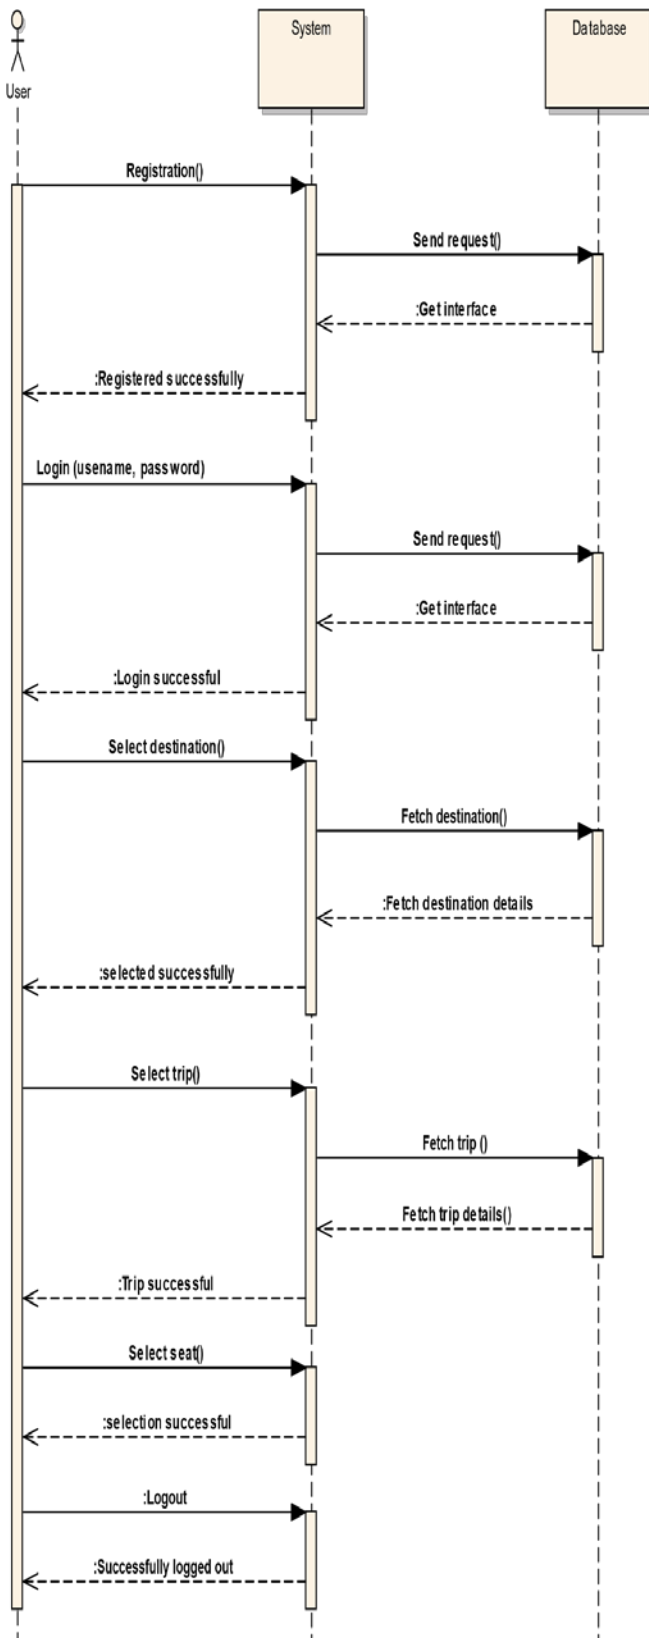 System
Database
User
Registration()
Send request()
:Get interface
:Registered successfully
Login (usename, password)
Send request()
:Get interface
:Login successful
Select destination()
Fetch destination()
:Fetch destination details
:selected successfully
Select trip()
Fetch trip ()
Fetch trip details()
:Trip successful
Select seat()
:selection successful
:Logout
:Successfully logged out